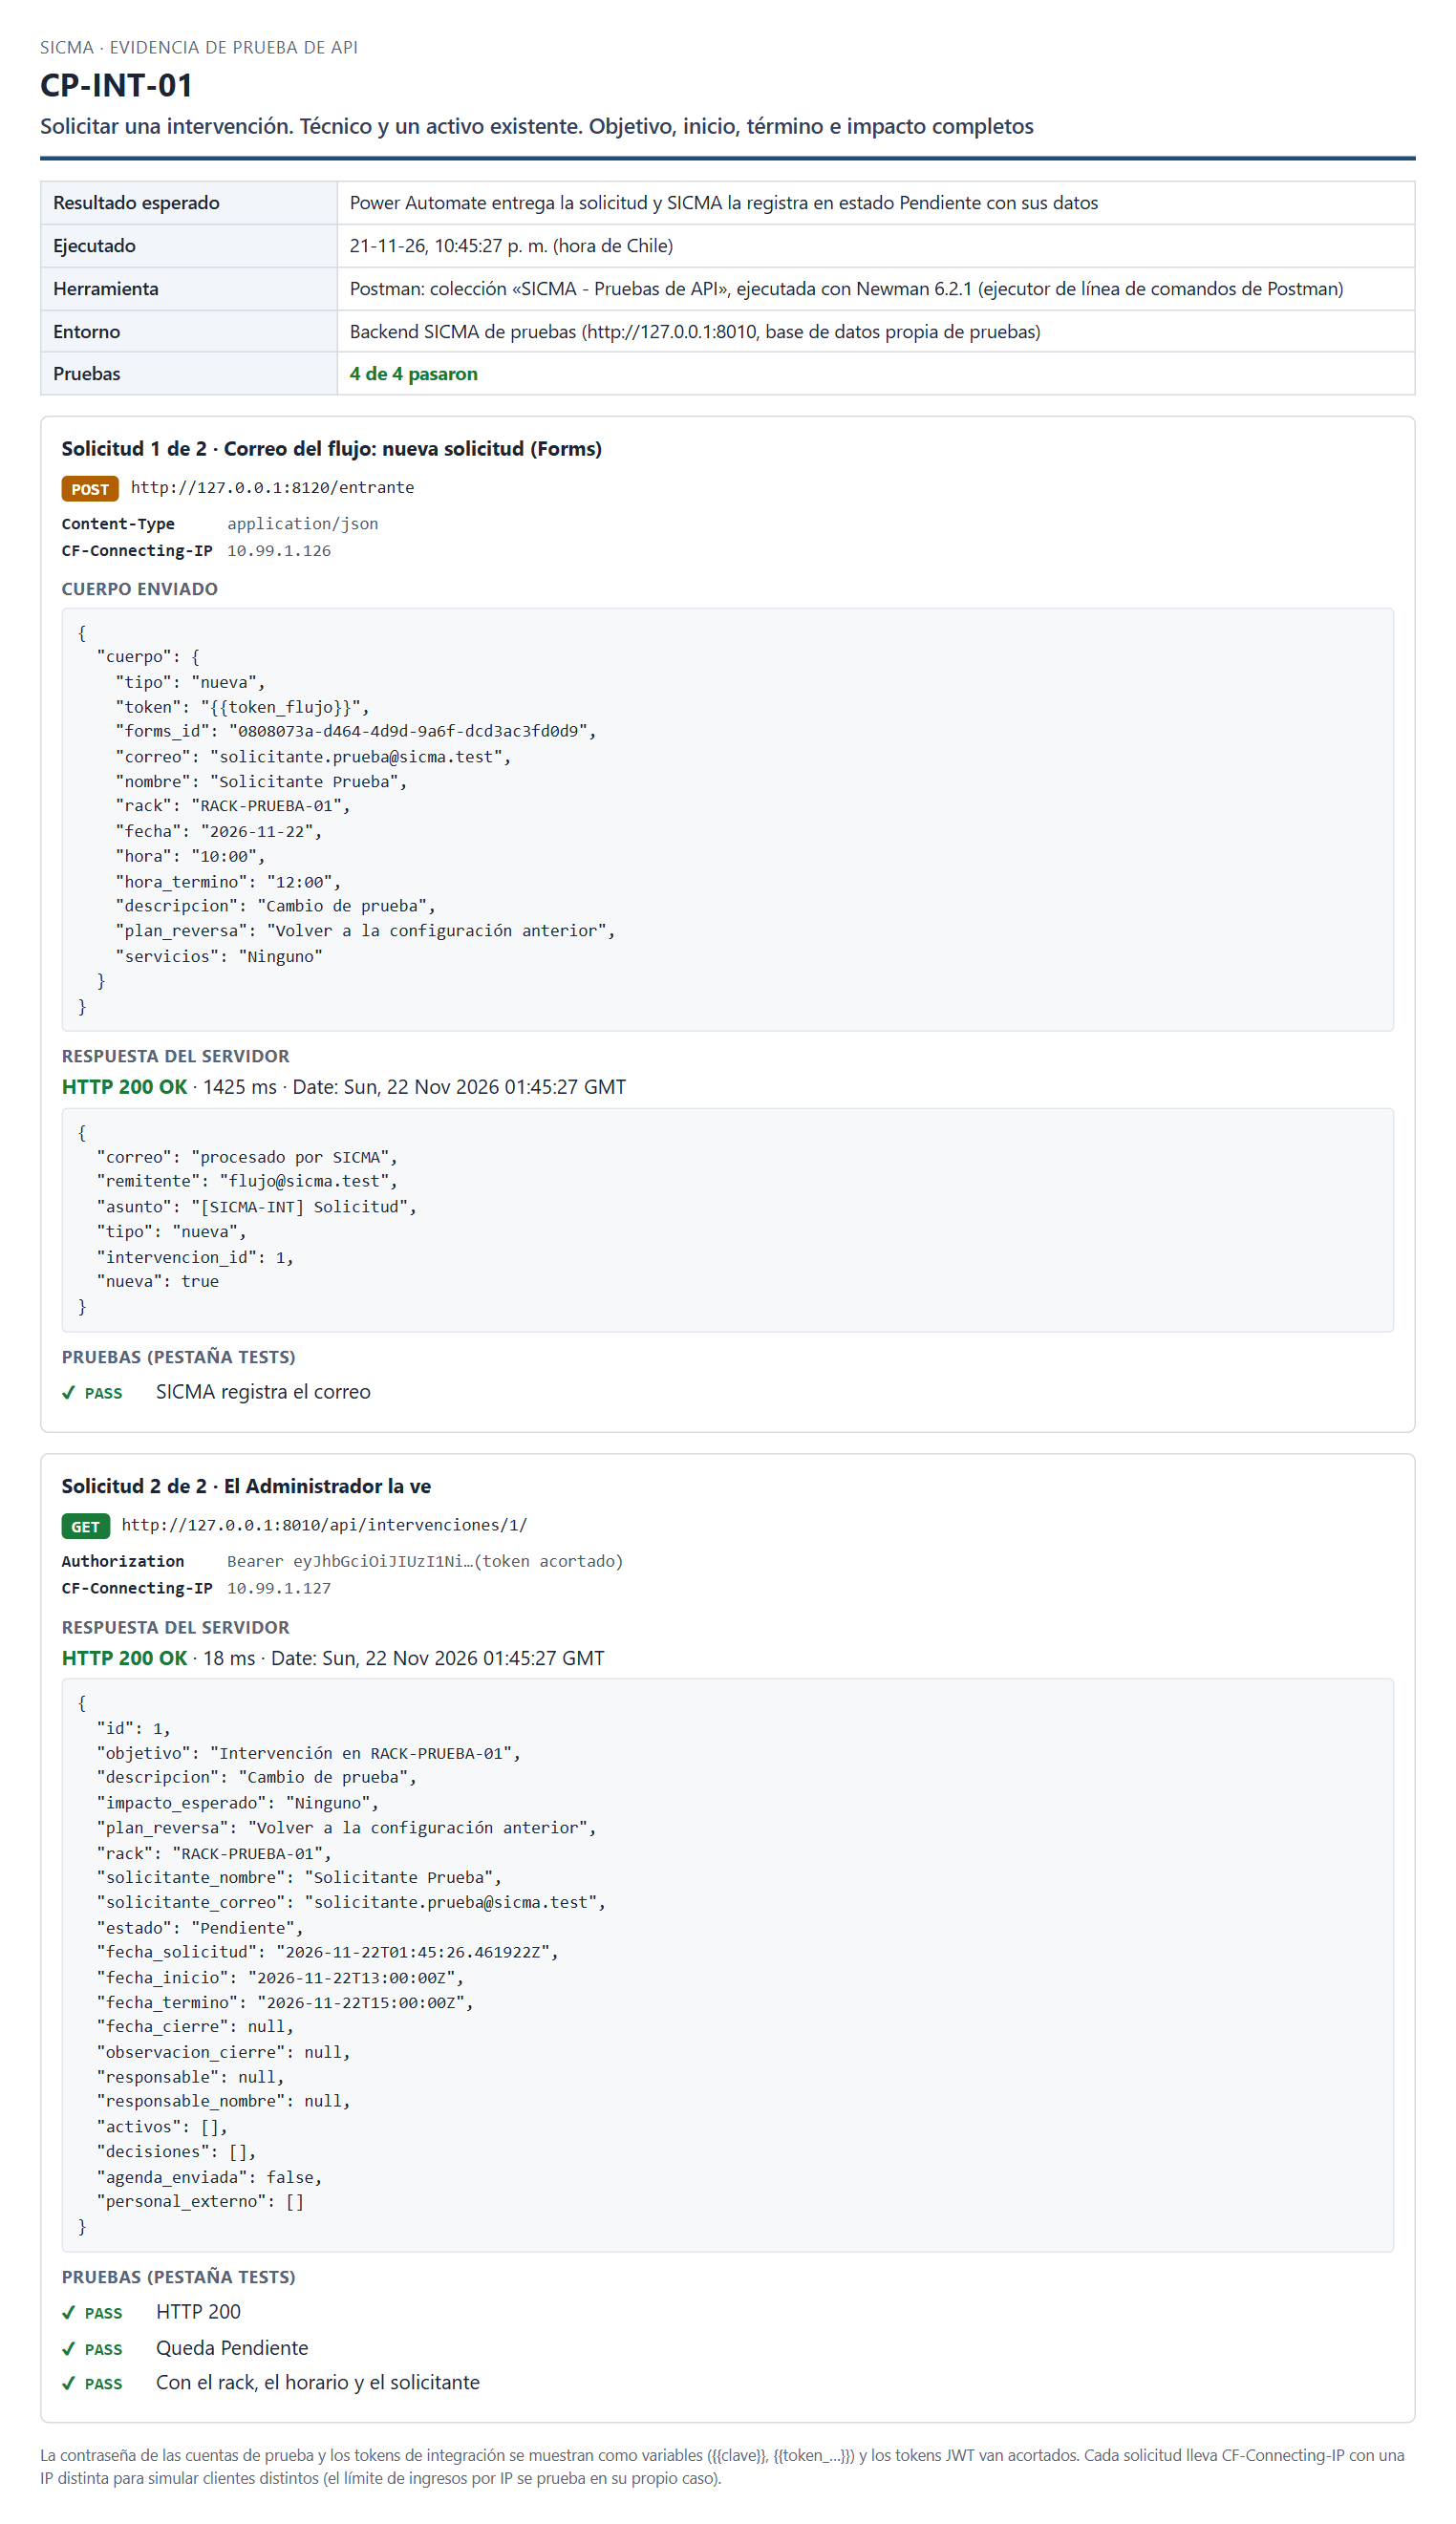 SICMA · EVIDENCIA DE PRUEBA DE API
CP-INT-01
Solicitar una intervención. Técnico y un activo existente. Objetivo, inicio, término e impacto completos
Resultado esperado Power Automate entrega la solicitud y SICMA la registra en estado Pendiente con sus datos
Ejecutado 21-11-26, 10:45:27 p. m. (hora de Chile)
Herramienta Postman: colección «SICMA - Pruebas de API», ejecutada con Newman 6.2.1 (ejecutor de línea de comandos de Postman)
Entorno Backend SICMA de pruebas (http://127.0.0.1:8010, base de datos propia de pruebas)
Pruebas 4 de 4 pasaron
Solicitud 1 de 2 · Correo del flujo: nueva solicitud (Forms)
POST http://127.0.0.1:8120/entrante
Content-Type application/json
CF-Connecting-IP 10.99.1.126
CUERPO ENVIADO
{
"cuerpo": {
"tipo": "nueva",
"token": "{{token_flujo}}",
"forms_id": "0808073a-d464-4d9d-9a6f-dcd3ac3fd0d9",
"correo": "solicitante.prueba@sicma.test",
"nombre": "Solicitante Prueba",
"rack": "RACK-PRUEBA-01",
"fecha": "2026-11-22",
"hora": "10:00",
"hora_termino": "12:00",
"descripcion": "Cambio de prueba",
"plan_reversa": "Volver a la configuración anterior",
"servicios": "Ninguno"
}
}
RESPUESTA DEL SERVIDOR
HTTP 200 OK · 1425 ms · Date: Sun, 22 Nov 2026 01:45:27 GMT
{
"correo": "procesado por SICMA",
"remitente": "flujo@sicma.test",
"asunto": "[SICMA-INT] Solicitud",
"tipo": "nueva",
"intervencion_id": 1,
"nueva": true
}
PRUEBAS (PESTAÑA TESTS)
✓ PASS SICMA registra el correo
Solicitud 2 de 2 · El Administrador la ve
GET http://127.0.0.1:8010/api/intervenciones/1/
Authorization Bearer eyJhbGciOiJIUzI1Ni…(token acortado)
CF-Connecting-IP 10.99.1.127
RESPUESTA DEL SERVIDOR
HTTP 200 OK · 18 ms · Date: Sun, 22 Nov 2026 01:45:27 GMT
{
"id": 1,
"objetivo": "Intervención en RACK-PRUEBA-01",
"descripcion": "Cambio de prueba",
"impacto_esperado": "Ninguno",
"plan_reversa": "Volver a la configuración anterior",
"rack": "RACK-PRUEBA-01",
"solicitante_nombre": "Solicitante Prueba",
"solicitante_correo": "solicitante.prueba@sicma.test",
"estado": "Pendiente",
"fecha_solicitud": "2026-11-22T01:45:26.461922Z",
"fecha_inicio": "2026-11-22T13:00:00Z",
"fecha_termino": "2026-11-22T15:00:00Z",
"fecha_cierre": null,
"observacion_cierre": null,
"responsable": null,
"responsable_nombre": null,
"activos": [],
"decisiones": [],
"agenda_enviada": false,
"personal_externo": []
}
PRUEBAS (PESTAÑA TESTS)
✓ PASS HTTP 200
✓ PASS Queda Pendiente
✓ PASS Con el rack, el horario y el solicitante
La contraseña de las cuentas de prueba y los tokens de integración se muestran como variables ({{clave}}, {{token_...}}) y los tokens JWT van acortados. Cada solicitud lleva CF-Connecting-IP con una
IP distinta para simular clientes distintos (el límite de ingresos por IP se prueba en su propio caso).